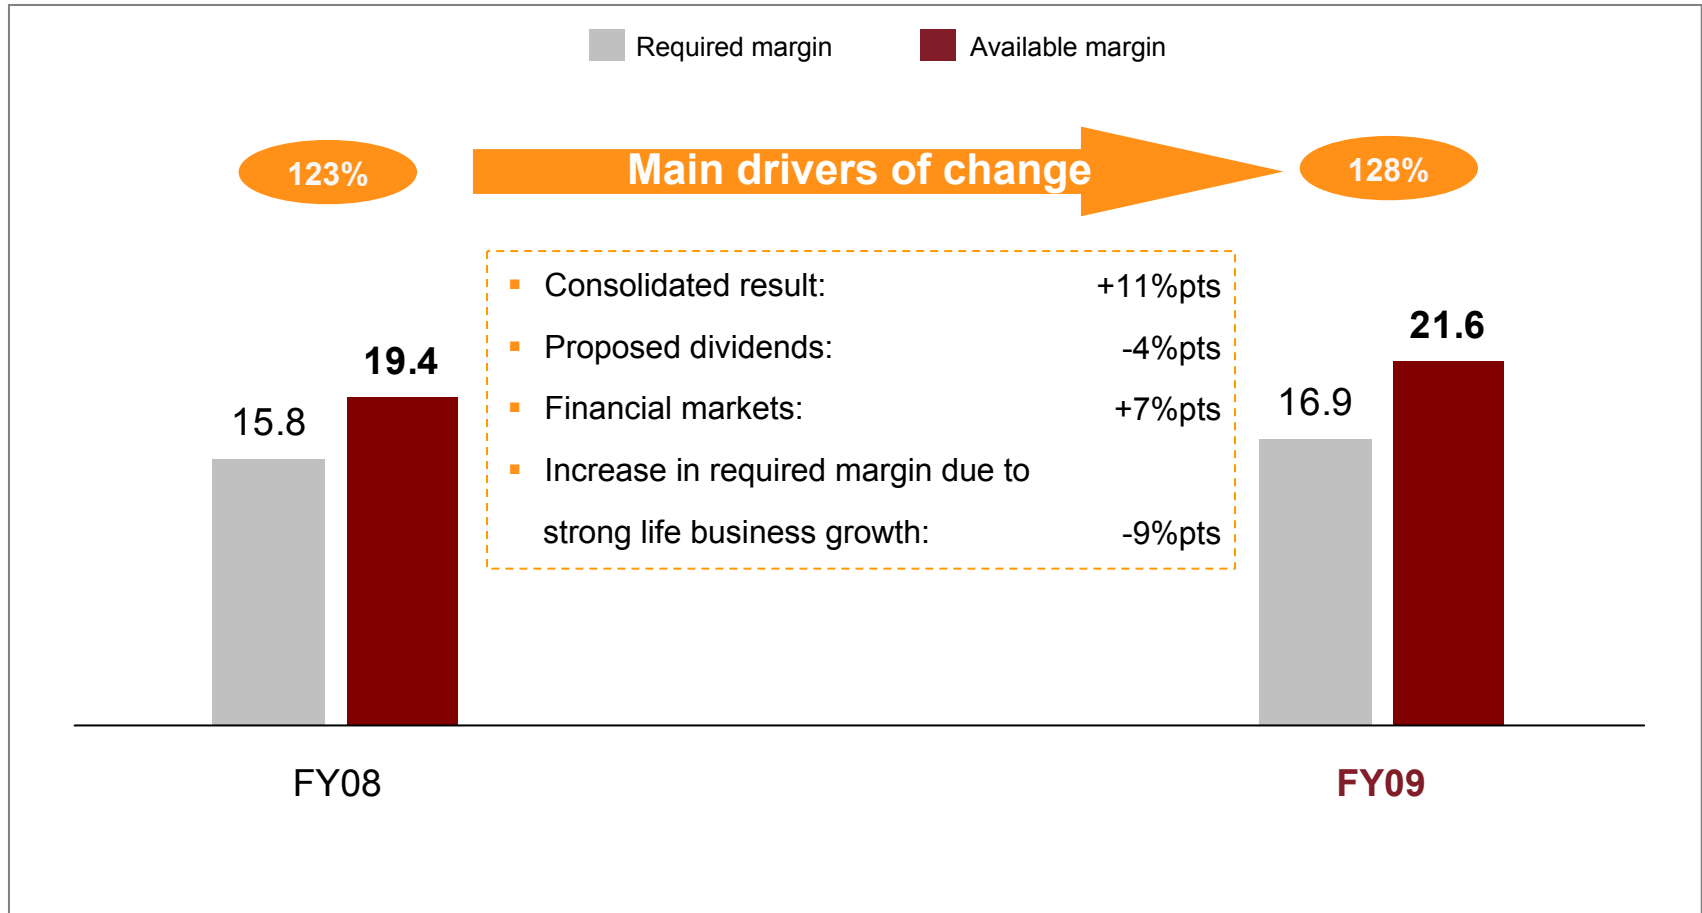 Required margin
Available margin
123%
Main drivers of change
128%
▪ Consolidated result: +11%pts
▪ Proposed dividends: -4%pts
▪ Financial markets: +7%pts
▪ Increase in required margin due to
strong life business growth: -9%pts
15.8
19.4
16.9
21.6
FY08
FY09